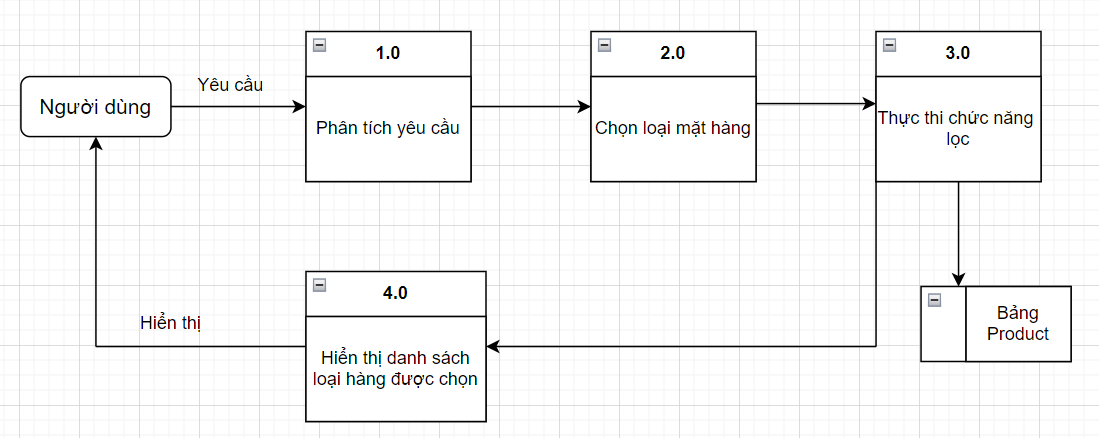 Người dùng
Yêu cầu
1.0
Phân tích yêu cầu
2.0
Chọn loại mặt hàng
3.0
Thực thi chức năng
lọc
4.0
Hiển thị danh sách
loại hàng được chọn
Hiển thị
Bảng
Product